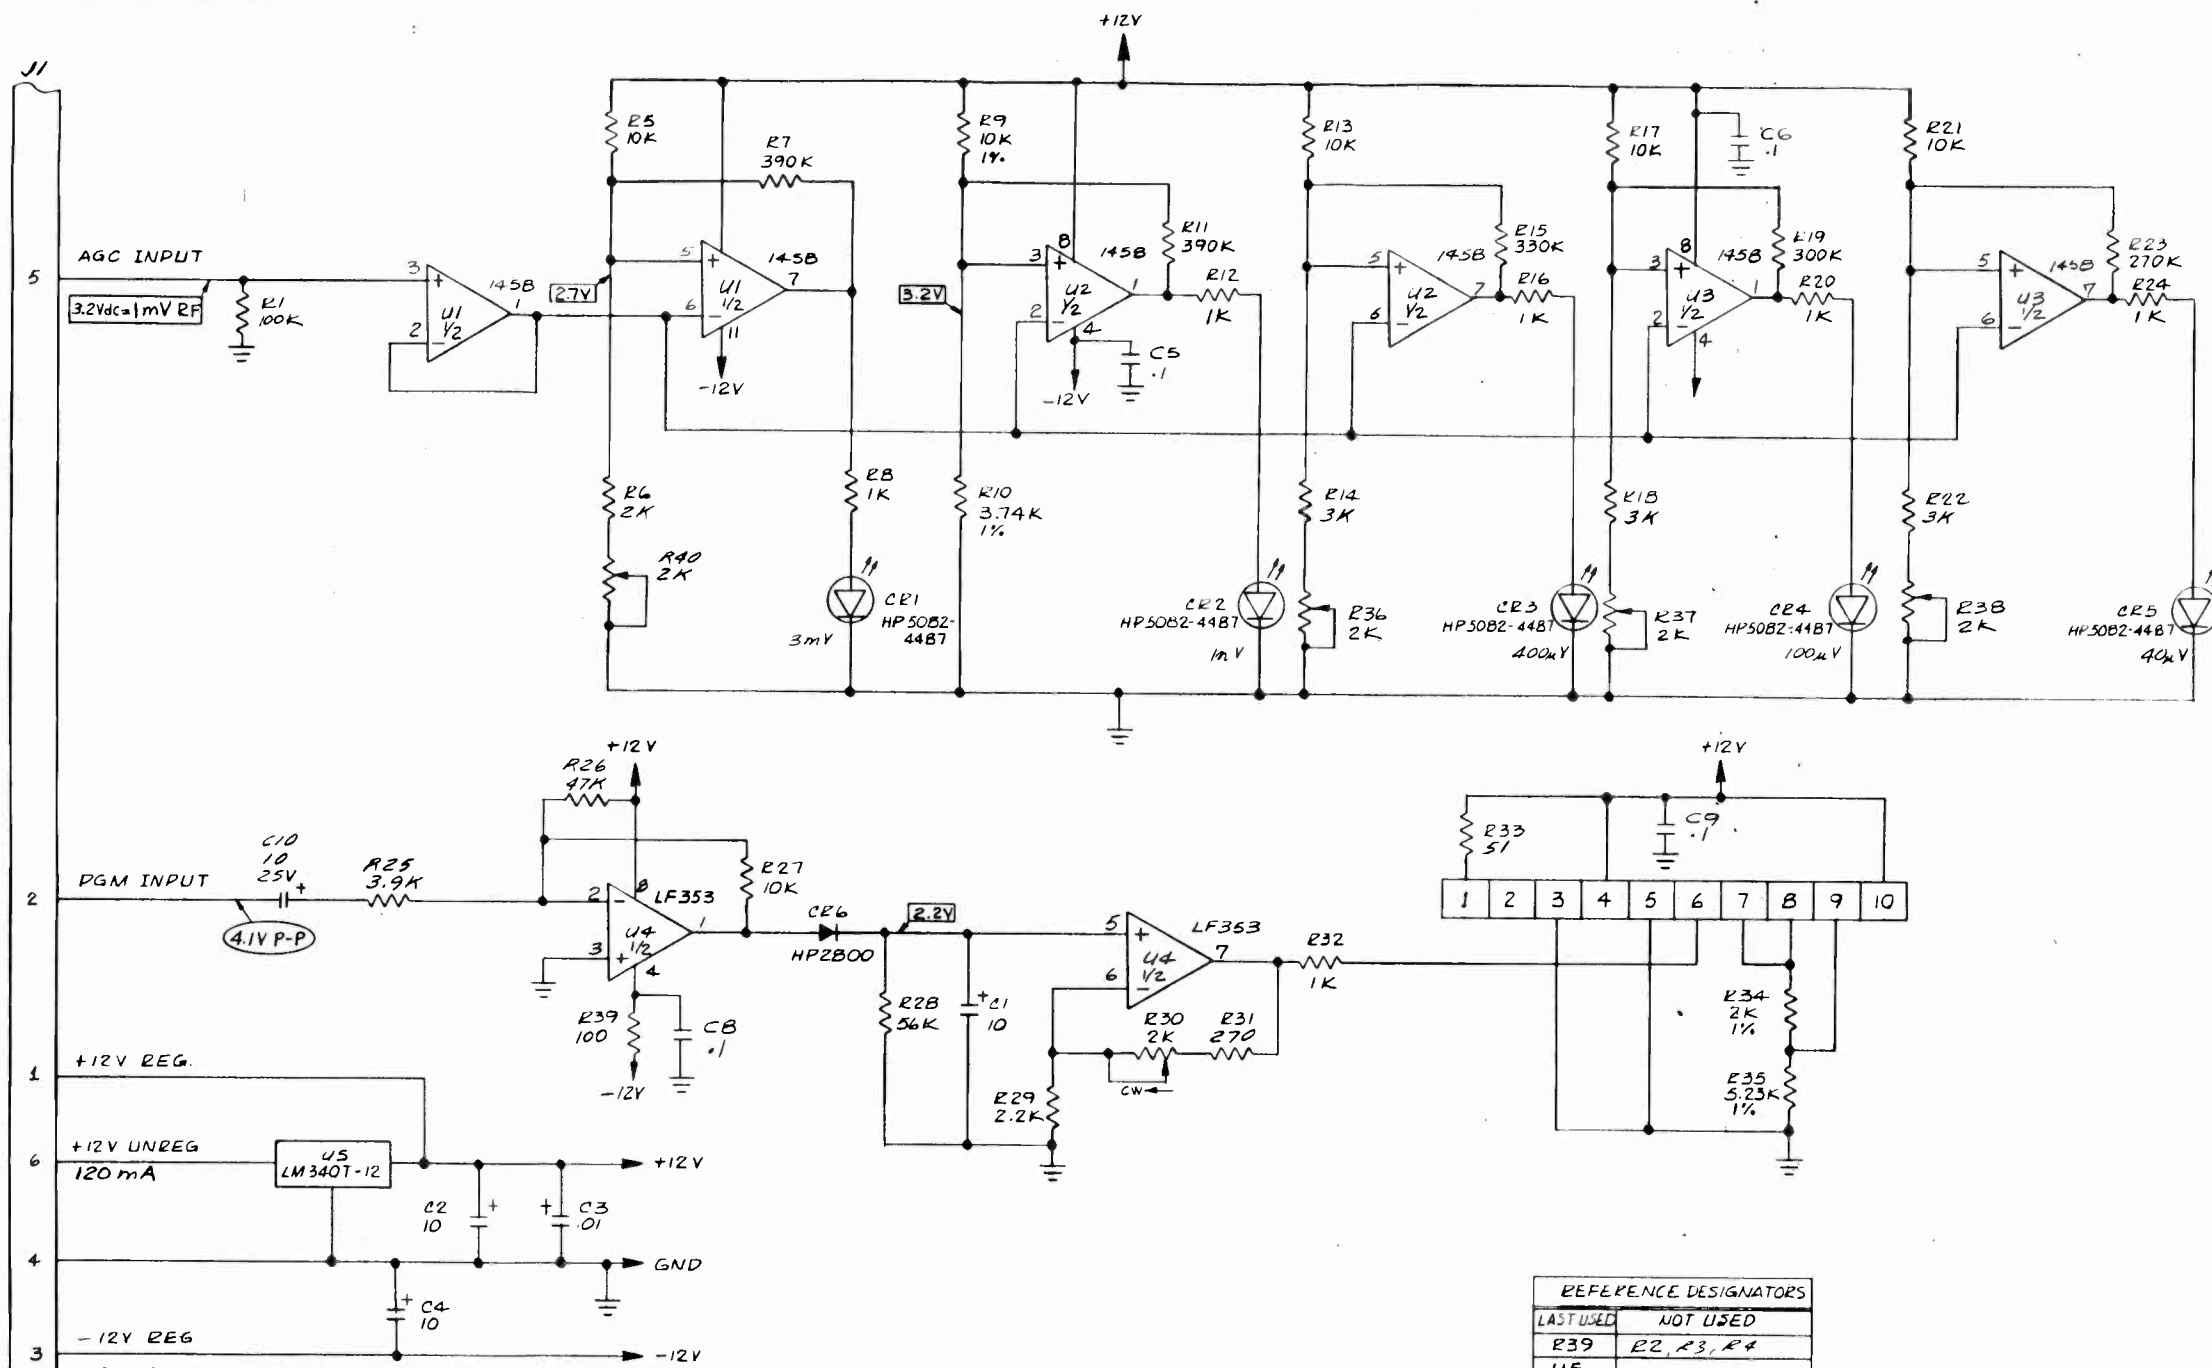 +12V
J1
R5
10K
R7
390K
R9
10K
1%
R13
10K
R17
10K
C6
.1
R21
10K
AGC INPUT
5
3.2Vdc=1mV RF
R1
100K
3
2
1
1458
U1
1/2
2.7V
5
6
7
11
1458
U1
1/2
-12V
3.2V
3
2
8
4
1
1458
U2
1/2
R11
390K
R12
1K
C5
.1
-12V
5
6
7
1458
U2
1/2
R15
330K
R16
1K
3
2
8
4
1
1458
U3
1/2
R19
300K
R20
1K
5
6
7
1458
U3
1/2
R23
270K
R24
1K
R6
2K
R8
1K
R10
3.74K
1%
R14
3K
R18
3K
R22
3K
R40
2K
CR1
HP5082-
4487
3mV
CR2
HP5082-4487
1mV
R36
2K
CR3
HP5082-4487
400µV
R37
2K
CR4
HP5082-4487
100µV
R38
2K
CR5
HP5082-4487
40µV
+12V
R26
47K
+12V
C10
10
25V
+
R25
3.9K
PGM INPUT
2
4.1V P-P
2
3
8
4
1
LF353
U4
1/2
R27
10K
CR6
HP2800
2.2V
R39
100
C8
.1
-12V
R28
56K
+
C1
10
5
6
7
LF353
U4
1/2
R32
1K
R30
2K
R31
270
CW
R29
2.2K
R33
51
C9
.1
1 2 3 4 5 6 7 8 9 10
R34
2K
1%
R35
5.23K
1%
1
+12V REG.
6
+12V UNREG
120 mA
U5
LM340T-12
+12V
C2
10
+
+
C3
.01
4
GND
+
C4
10
3
-12V REG
-12V
REFERENCE DESIGNATORS
LAST USED NOT USED
R39 R2, R3, R4
U5